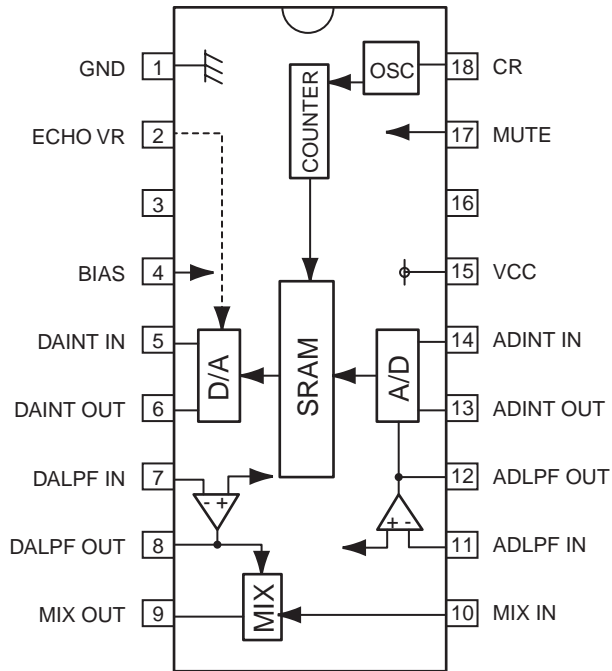 GND 1
ECHO VR 2
3
BIAS 4
DAINT IN 5
DAINT OUT 6
DALPF IN 7
DALPF OUT 8
MIX OUT 9
OSC
COUNTER
SRAM
D/A
A/D
- +
+ -
MIX
18 CR
17 MUTE
16
15 VCC
14 ADINT IN
13 ADINT OUT
12 ADLPF OUT
11 ADLPF IN
10 MIX IN